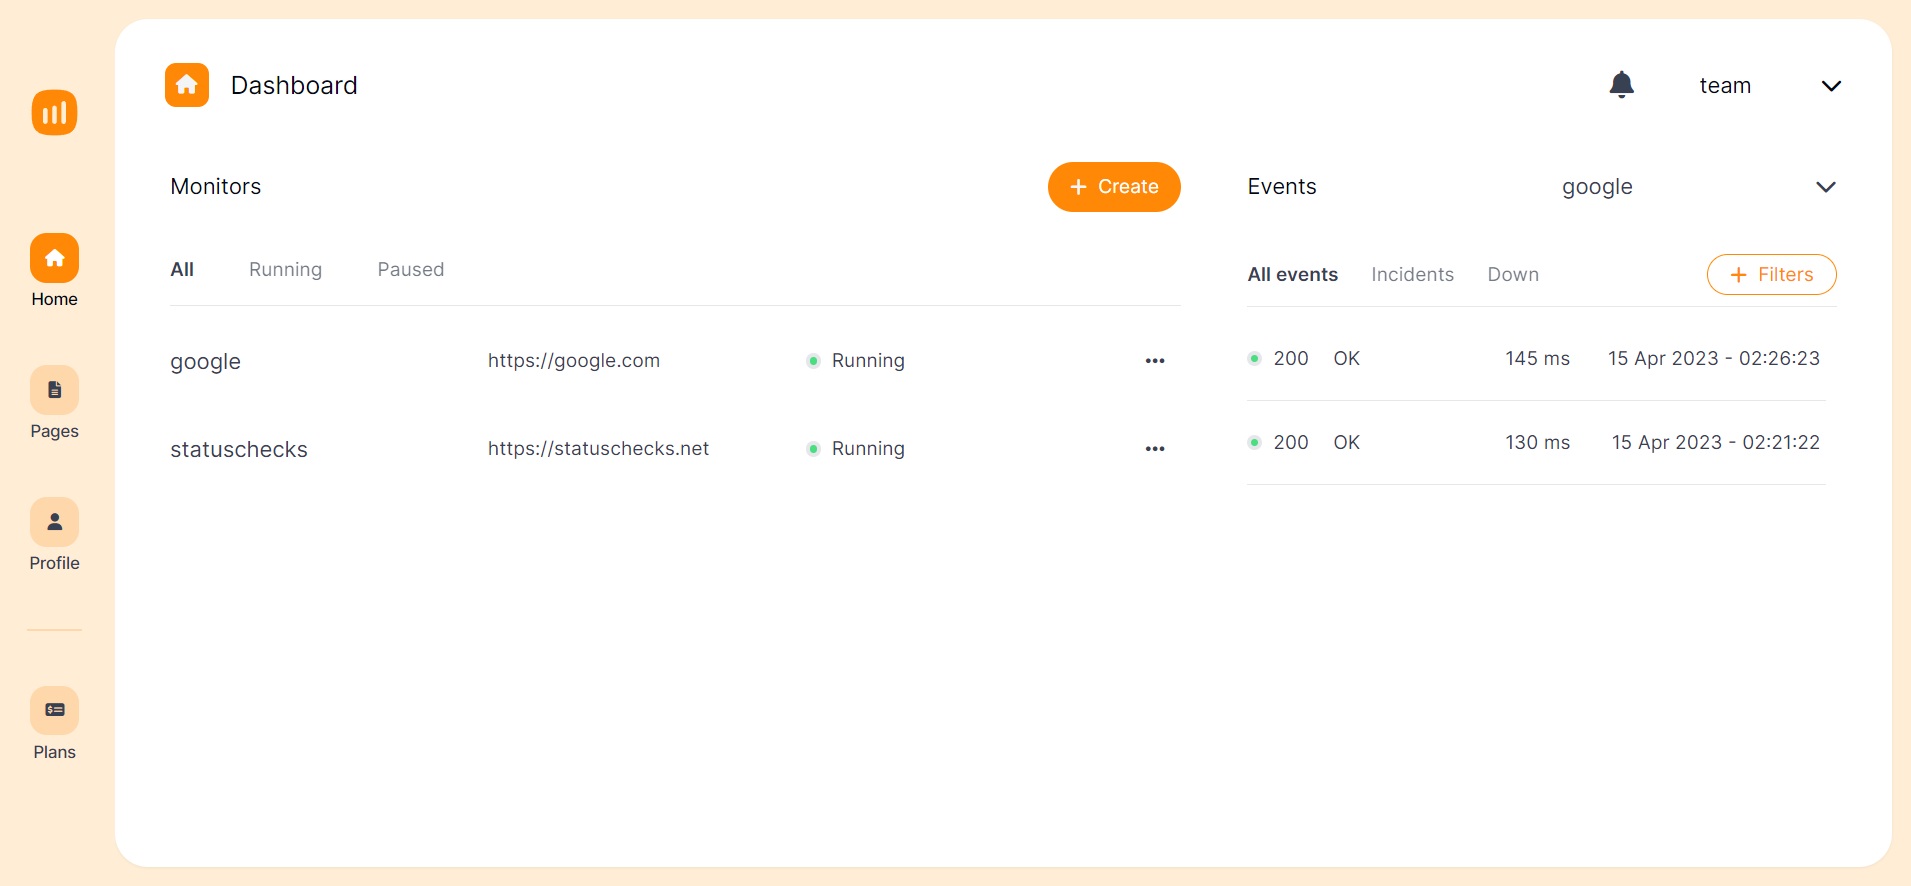 Dashboard
team
Home
Pages
Profile
Plans
Monitors
+ Create
All Running Paused
google https://google.com Running •••
statuschecks https://statuschecks.net Running •••
Events google
All events Incidents Down + Filters
200 OK 145 ms 15 Apr 2023 - 02:26:23
200 OK 130 ms 15 Apr 2023 - 02:21:22